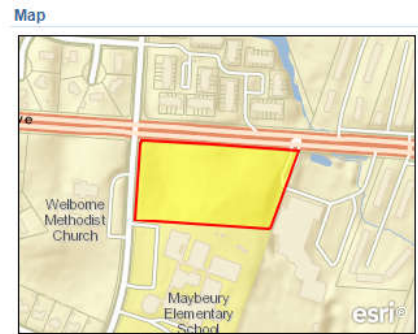 Map
ve
Welborne
Methodist
Church
Maybeury
Elementary
School
esri